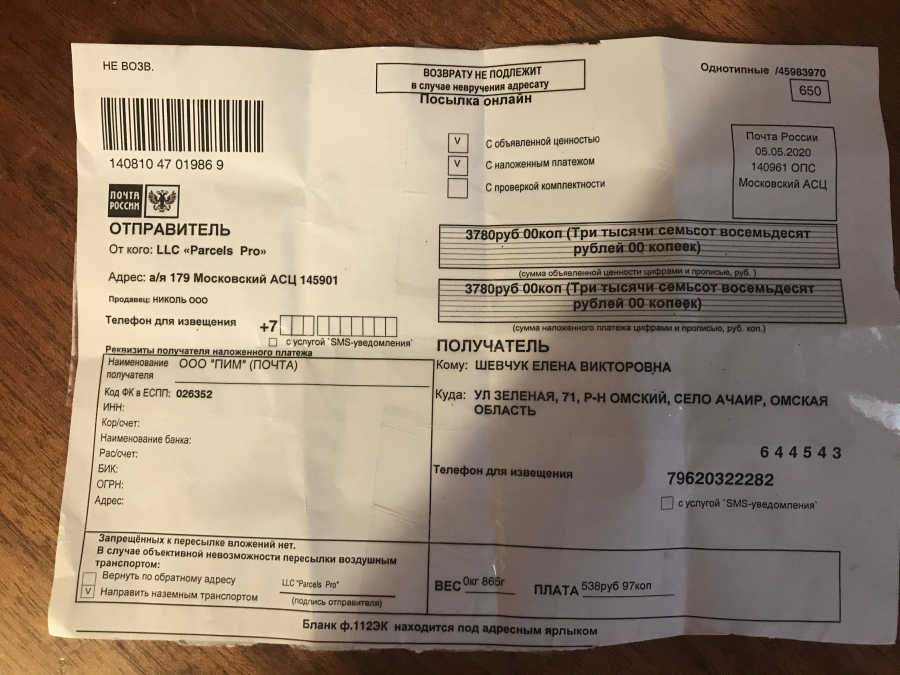 НЕ ВОЗВ.
ВОЗВРАТУ НЕ ПОДЛЕЖИТ
в случае невручения адресату
Посылка онлайн
Однотипные /45983970
650
140810 47 01986 9
V С объявленной ценностью
V С наложенным платежом
С проверкой комплектности
Почта России
05.05.2020
140961 ОПС
Московский АСЦ
ПОЧТА
РОССИИ
ОТПРАВИТЕЛЬ
От кого: LLC «Parcels Pro»
Адрес: а/я 179 Московский АСЦ 145901
Продавец: НИКОЛЬ ООО
Телефон для извещения +7
с услугой `SMS-уведомления`
3780руб 00коп (Три тысячи семьсот восемьдесят
рублей 00 копеек)
(сумма объявленной ценности цифрами и прописью, руб. )
3780руб 00коп (Три тысячи семьсот восемьдесят
рублей 00 копеек)
(сумма наложенного платежа цифрами и прописью, руб. коп.)
Реквизиты получателя наложенного платежа
Наименование
получателя
ООО "ПИМ" (ПОЧТА)
Код ФК в ЕСПП: 026352
ИНН:
Кор/счет:
Наименование банка:
Рас/счет:
БИК:
ОГРН:
Адрес:
ПОЛУЧАТЕЛЬ
Кому: ШЕВЧУК ЕЛЕНА ВИКТОРОВНА
Куда: УЛ ЗЕЛЕНАЯ, 71, Р-Н ОМСКИЙ, СЕЛО АЧАИР, ОМСКАЯ
ОБЛАСТЬ
644543
Телефон для извещения 79620322282
с услугой `SMS-уведомления`
Запрещённых к пересылке вложений нет.
В случае объективной невозможности пересылки воздушным
транспортом:
Вернуть по обратному адресу
V Направить наземным транспортом
LLC "Parcels Pro"
(подпись отправителя)
ВЕС 0кг 865г ПЛАТА 538руб 97коп
Бланк ф.112ЭК находится под адресным ярлыком